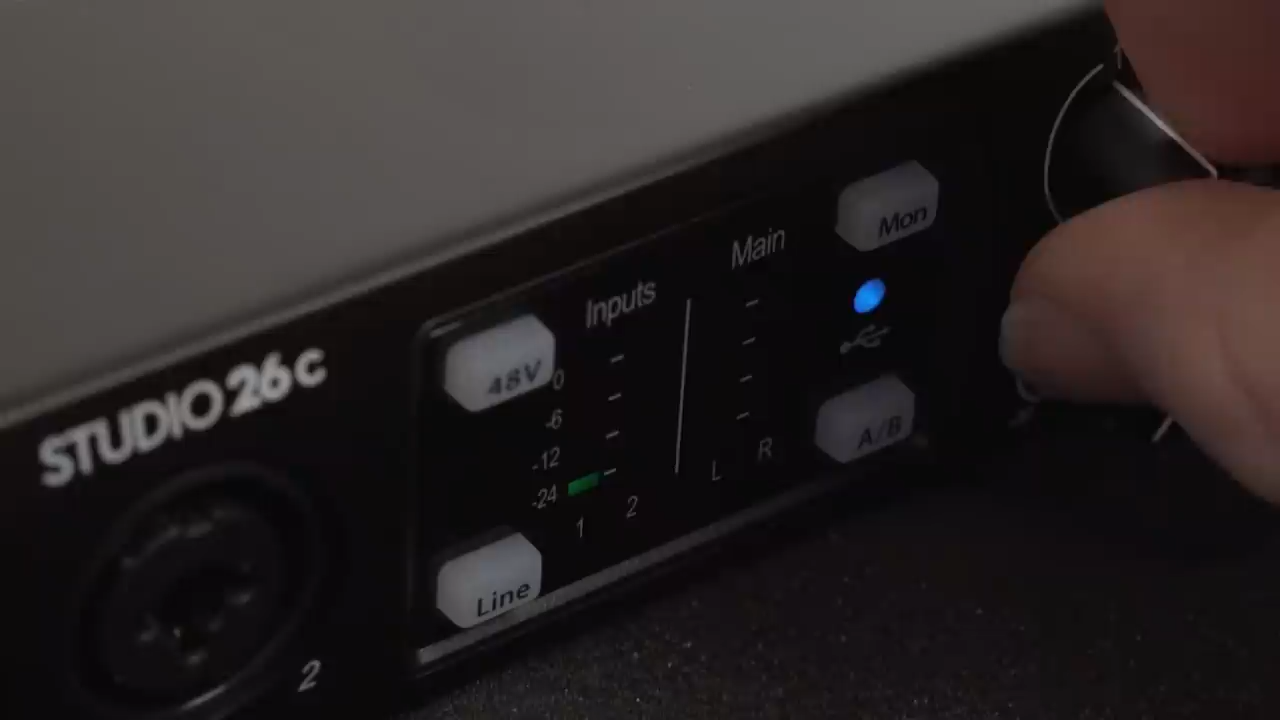 STUDIO 26c
48V
Inputs
Main
Mon
0
-6
-12
-24
1
2
L
R
A/B
Line
2